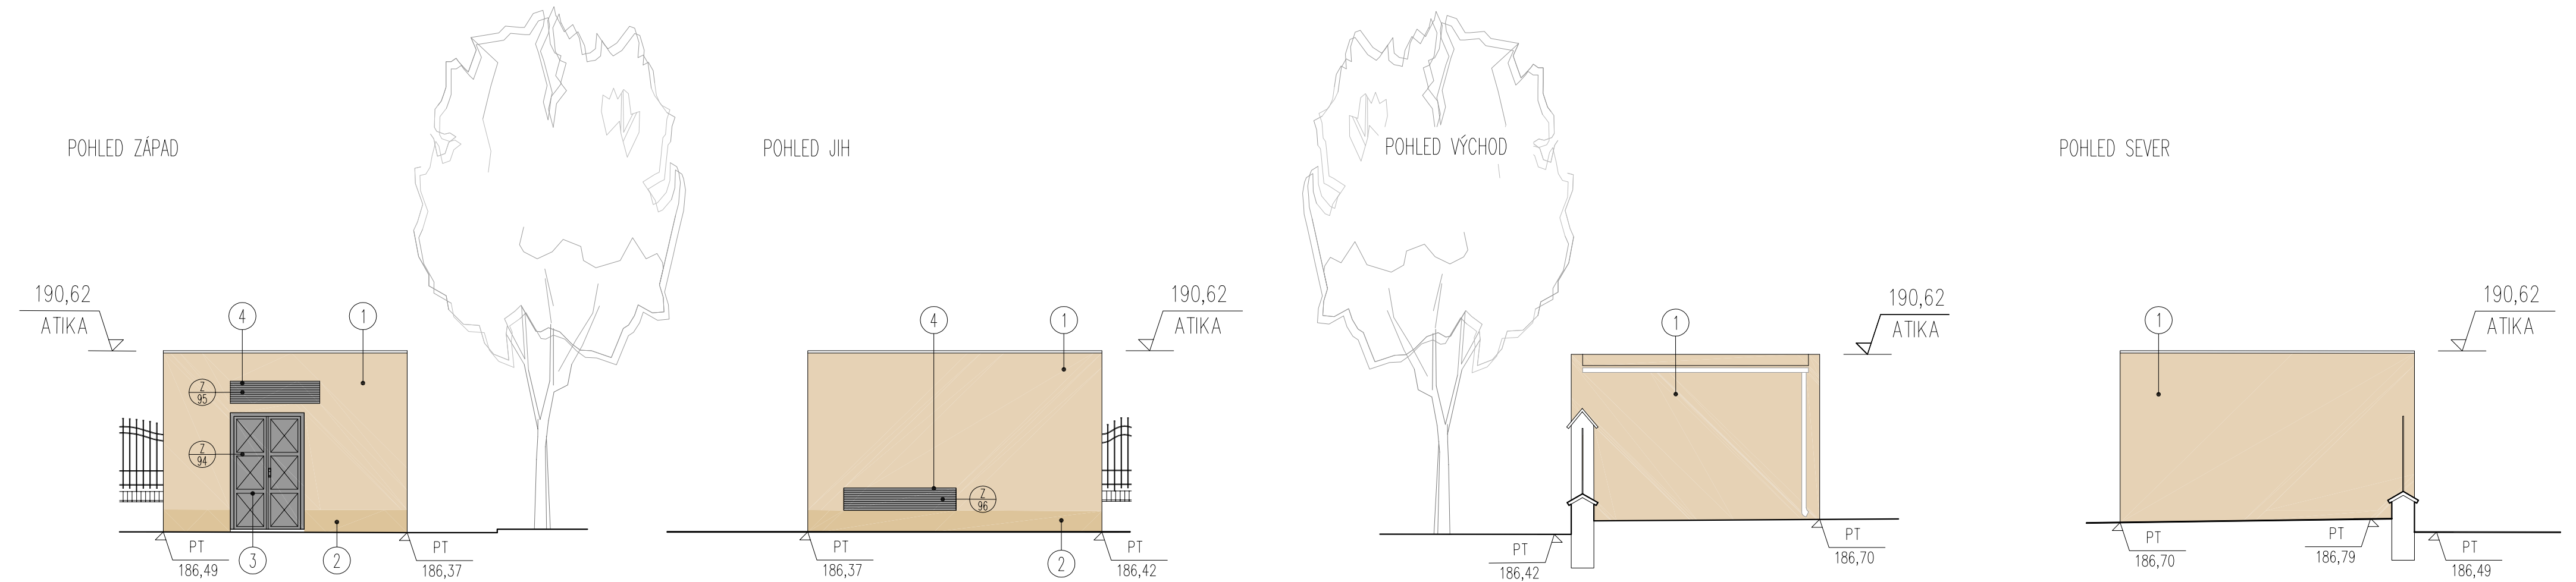 POHLED ZÁPAD
190,62
ATIKA
4
1
Z
95
Z
94
PT
186,49
3
2
PT
186,37
POHLED JIH
4
1
190,62
ATIKA
Z
96
PT
186,37
2
PT
186,42
POHLED VÝCHOD
1
190,62
ATIKA
PT
186,42
PT
186,70
POHLED SEVER
1
190,62
ATIKA
PT
186,70
PT
186,79
PT
186,49